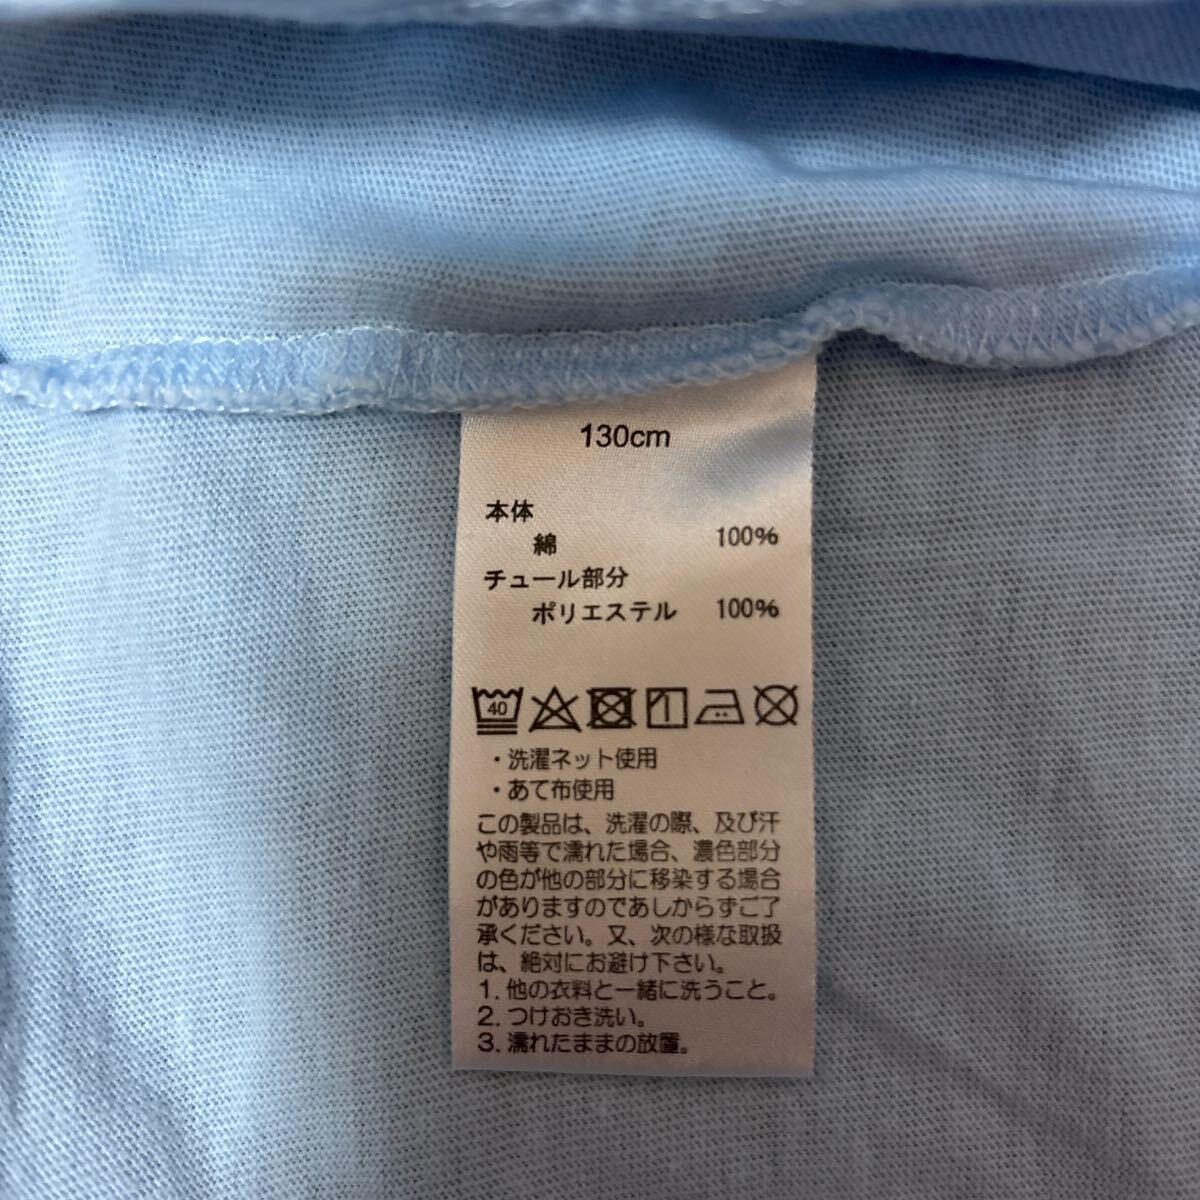 130cm
本体
綿 100%
チュール部分
ポリエステル 100%
40
・洗濯ネット使用
・あて布使用
この製品は、洗濯の際、及び汗
や雨等で濡れた場合、濃色部分
の色が他の部分に移染する場合
がありますのであしからずご了
承ください。又、次の様な取扱
は、絶対にお避け下さい。
1. 他の衣料と一緒に洗うこと。
2. つけおき洗い。
3. 濡れたままの放置。